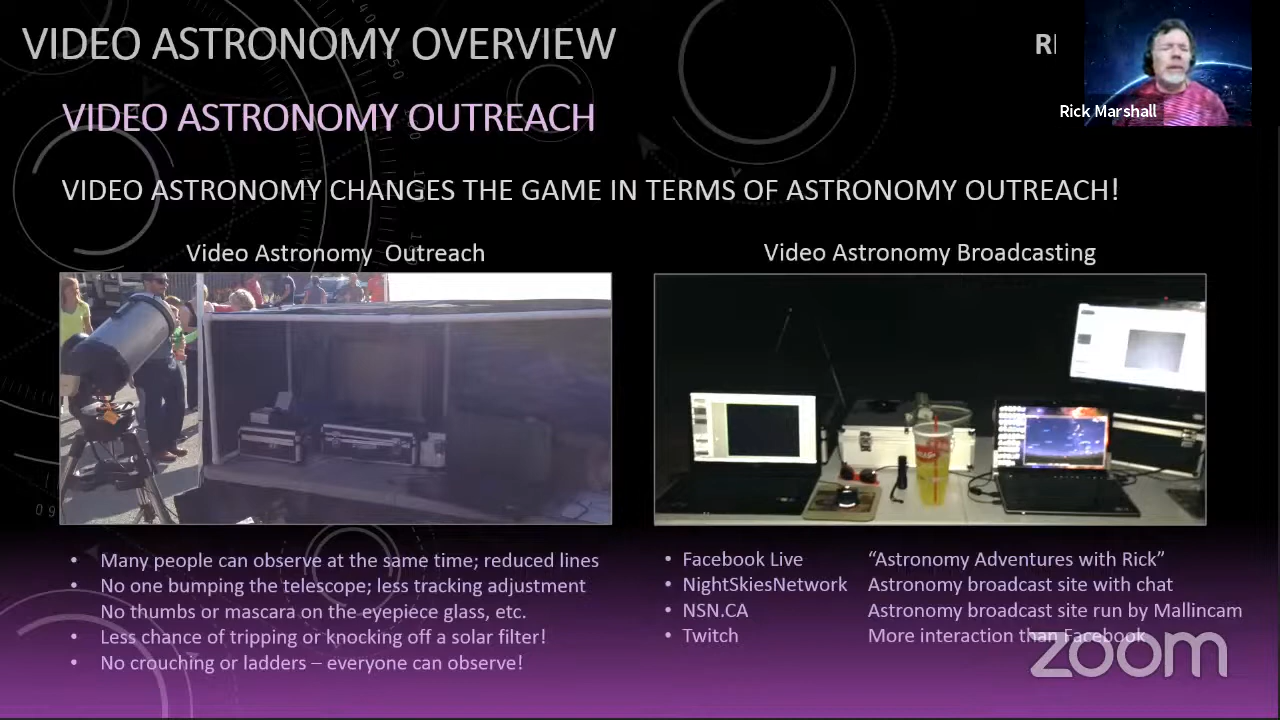 VIDEO ASTRONOMY OVERVIEW
RI
Rick Marshall
VIDEO ASTRONOMY OUTREACH
VIDEO ASTRONOMY CHANGES THE GAME IN TERMS OF ASTRONOMY OUTREACH!
Video Astronomy Outreach
Video Astronomy Broadcasting
• Many people can observe at the same time; reduced lines
• No one bumping the telescope; less tracking adjustment
No thumbs or mascara on the eyepiece glass, etc.
• Less chance of tripping or knocking off a solar filter!
• No crouching or ladders – everyone can observe!
• Facebook Live “Astronomy Adventures with Rick”
• NightSkiesNetwork Astronomy broadcast site with chat
• NSN.CA Astronomy broadcast site run by Mallincam
• Twitch More interaction than Facebook
zoom